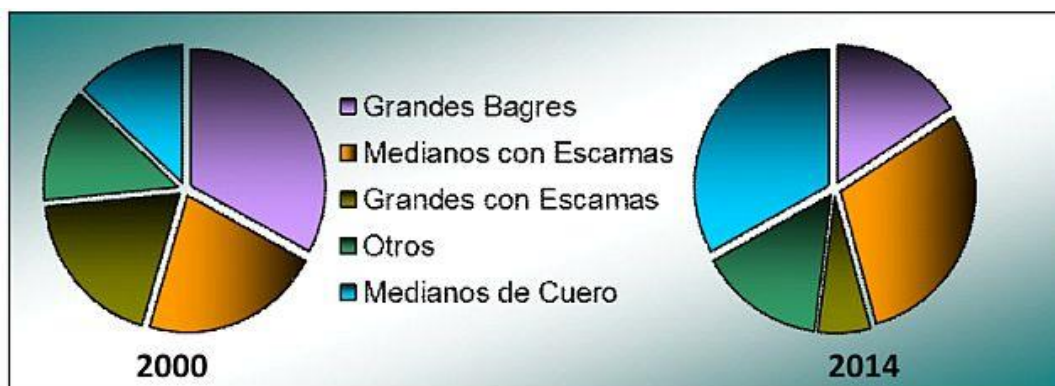 Grandes Bagres
Medianos con Escamas
Grandes con Escamas
Otros
Medianos de Cuero
2000
2014